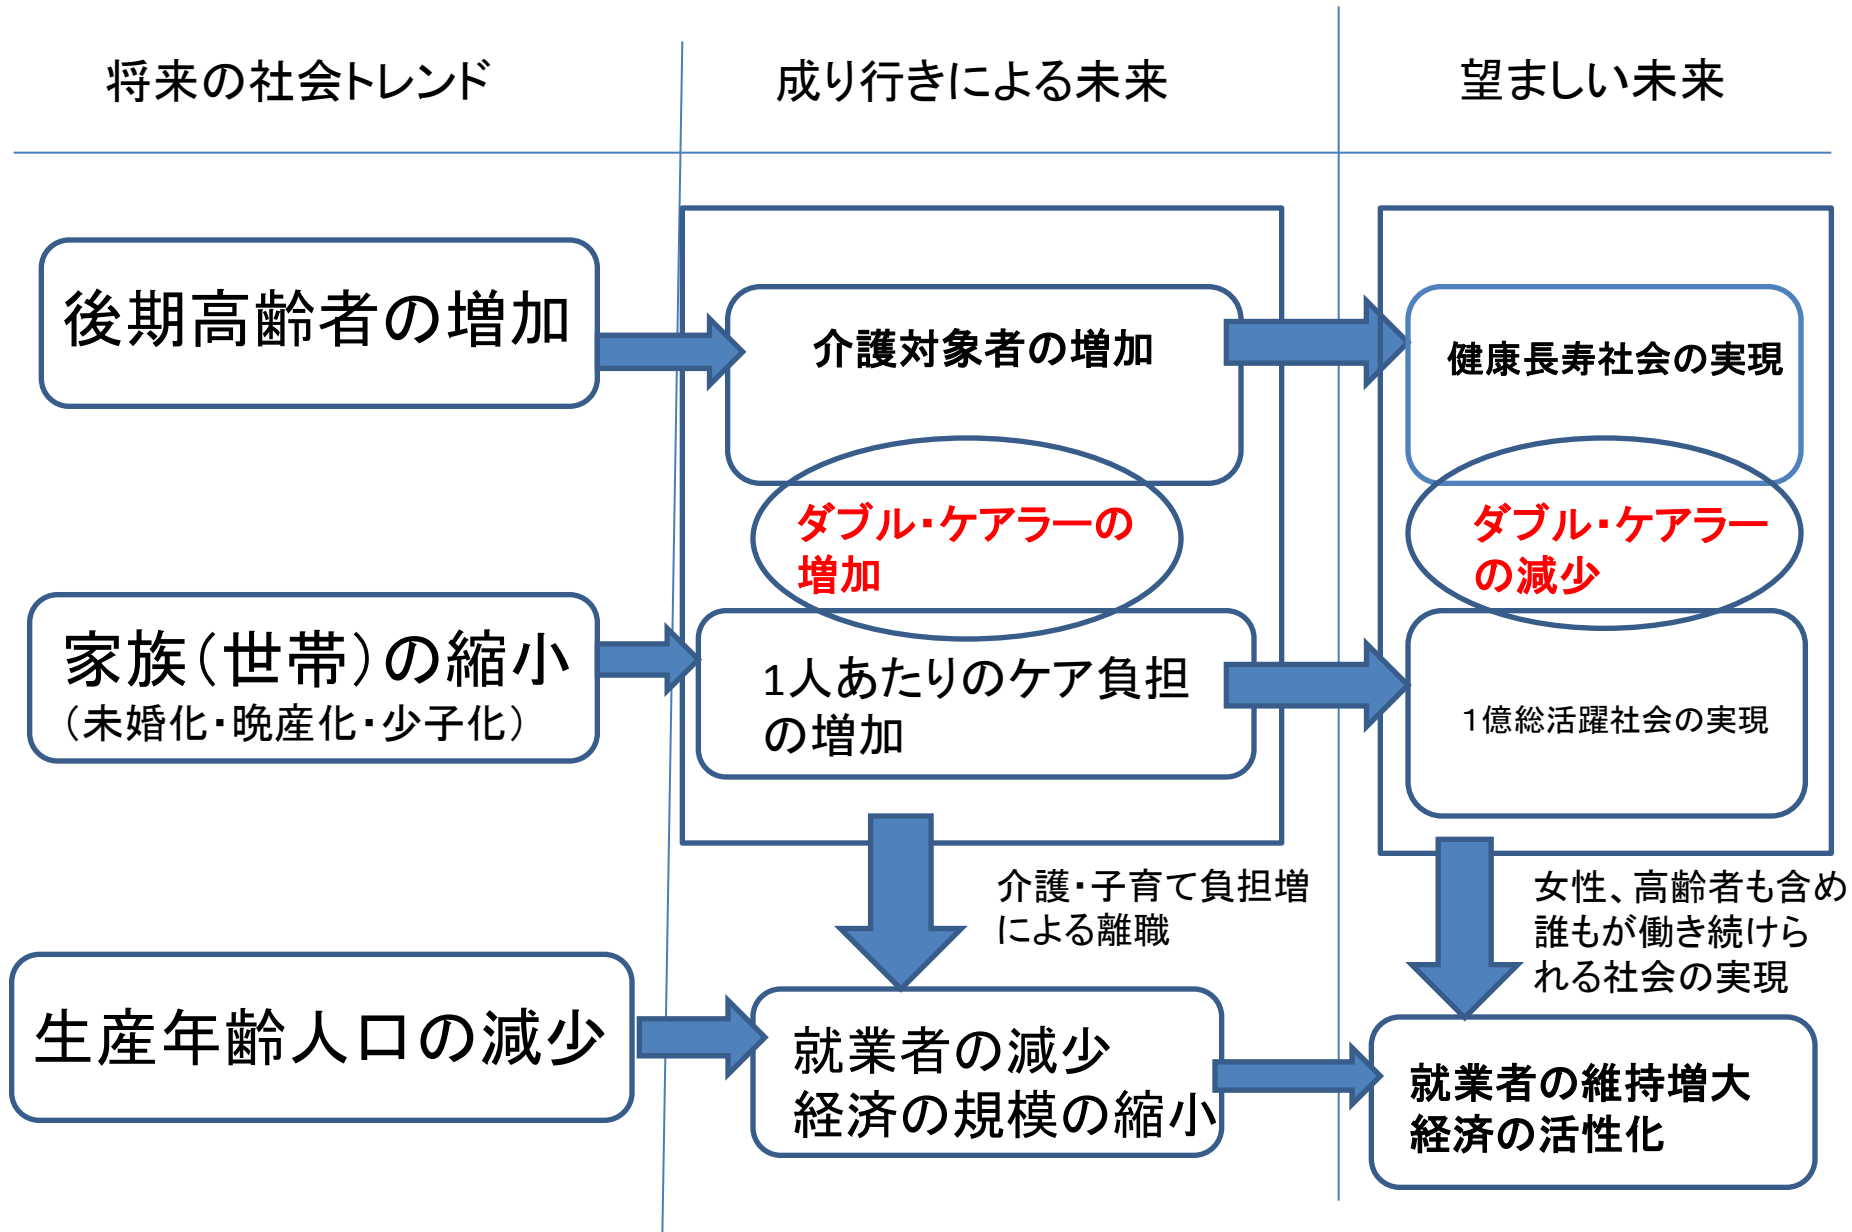 将来の社会トレンド
成り行きによる未来
望ましい未来
後期高齢者の増加
介護対象者の増加
健康長寿社会の実現
ダブル・ケアラーの
増加
ダブル・ケアラー
の減少
家族（世帯）の縮小
（未婚化・晩産化・少子化）
1人あたりのケア負担
の増加
1億総活躍社会の実現
介護・子育て負担増
による離職
女性、高齢者も含め
誰もが働き続けら
れる社会の実現
生産年齢人口の減少
就業者の減少
経済の規模の縮小
就業者の維持増大
経済の活性化